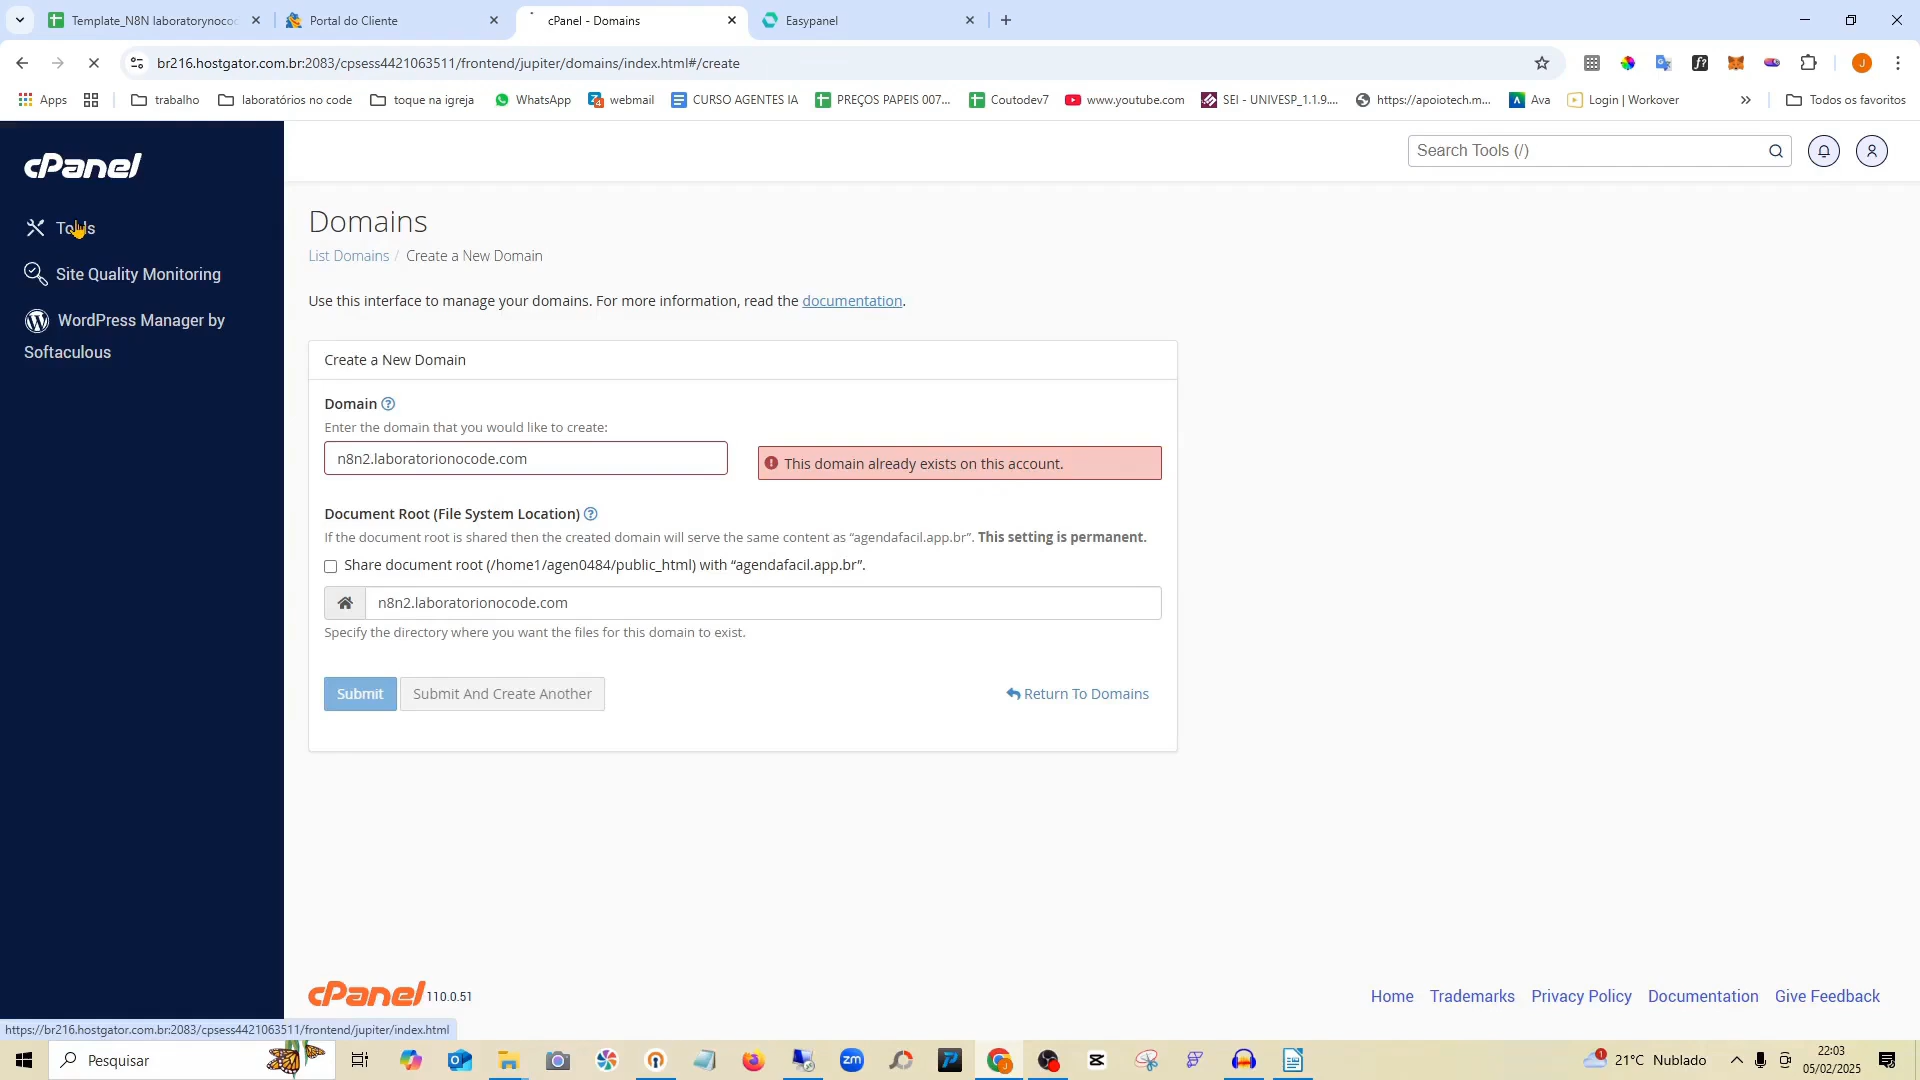 Template_N8N laboratorynoco
Portal do Cliente
cPanel - Domains
Easypanel
br216.hostgator.com.br:2083/cpsess4421063511/frontend/jupiter/domains/index.html#/create
Apps
trabalho
laboratórios no code
toque na igreja
WhatsApp
webmail
CURSO AGENTES IA
PREÇOS PAPEIS 007...
Coutodev7
www.youtube.com
SEI - UNIVESP_1.1.9....
https://apoiotech.m...
Ava
Login | Workover
Todos os favoritos
cPanel
Search Tools (/)
Tools
Site Quality Monitoring
WordPress Manager by
Softaculous
Domains
List Domains / Create a New Domain
Use this interface to manage your domains. For more information, read the documentation.
Create a New Domain
Domain
Enter the domain that you would like to create:
n8n2.laboratorionocode.com
This domain already exists on this account.
Document Root (File System Location)
If the document root is shared then the created domain will serve the same content as “agendafacil.app.br”. This setting is permanent.
Share document root (/home1/agen0484/public_html) with “agendafacil.app.br”.
n8n2.laboratorionocode.com
Specify the directory where you want the files for this domain to exist.
Submit
Submit And Create Another
Return To Domains
cPanel 110.0.51
Home
Trademarks
Privacy Policy
Documentation
Give Feedback
https://br216.hostgator.com.br:2083/cpsess4421063511/frontend/jupiter/index.html
Pesquisar
zm
1
21°C Nublado
22:03
05/02/2025